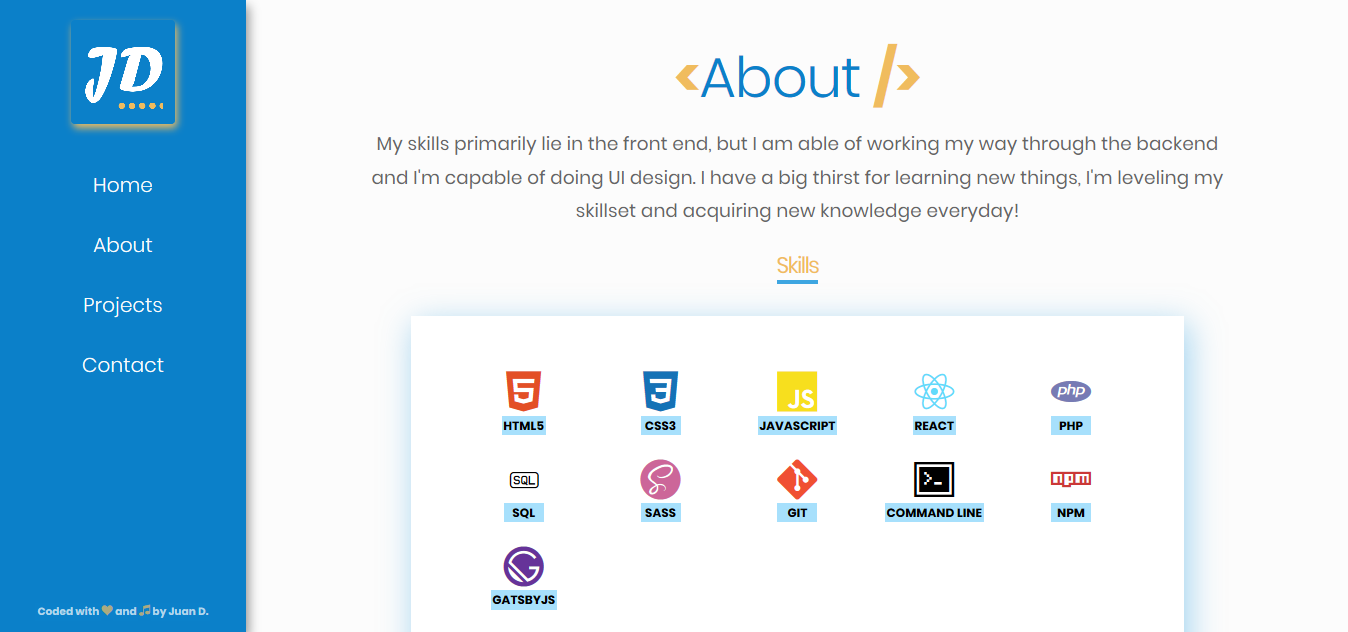 JD
Home
About
Projects
Contact
Coded with and by Juan D.
<About />
My skills primarily lie in the front end, but I am able of working my way through the backend
and I'm capable of doing UI design. I have a big thirst for learning new things, I'm leveling my
skillset and acquiring new knowledge everyday!
Skills
5
3
JS
php
HTML5
CSS3
JAVASCRIPT
REACT
PHP
SQL
npm
SQL
SASS
GIT
COMMAND LINE
NPM
GATSBYJS